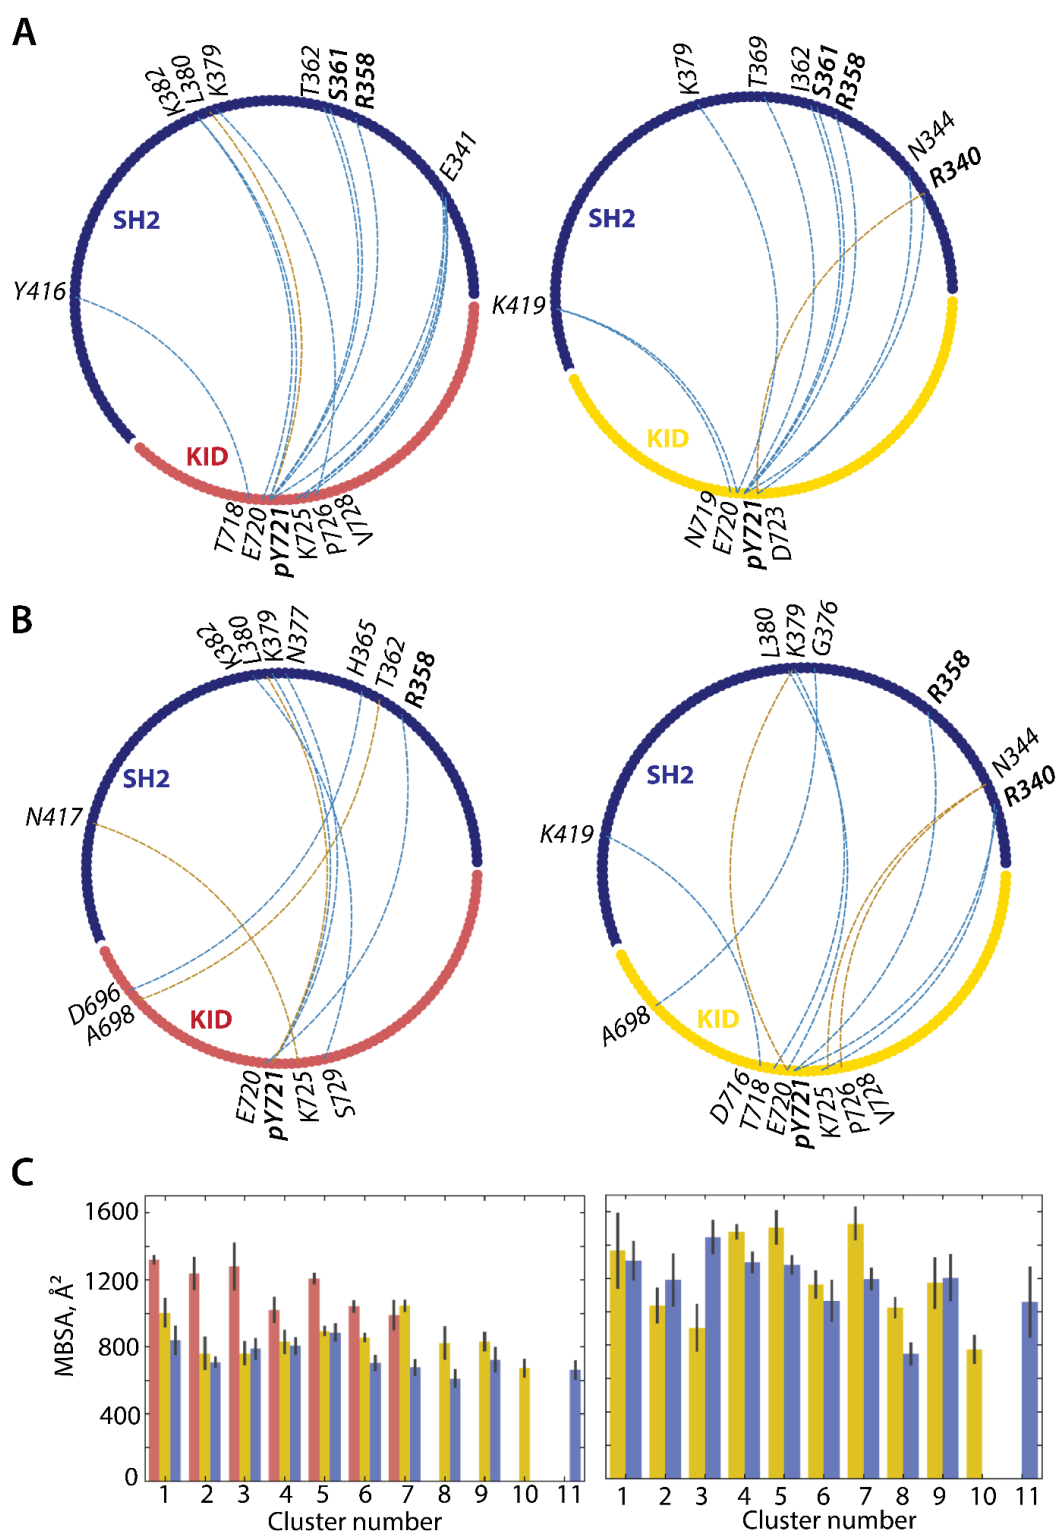 A
K382
L380
K379
T362
S361
R358
E341
SH2
Y416
KID
T718
E720
pY721
K725
P726
V728
K379
T369
I362
S361
R358
N344
R340
SH2
K419
KID
N719
E720
pY721
D723
B
K382
L380
K379
N377
H365
T362
R358
SH2
N417
D696
A698
KID
E720
pY721
K725
S729
L380
K379
G376
R358
N344
R340
SH2
K419
A698
KID
D716
T718
E720
pY721
K725
P726
V728
C
MBSA, Å²
1600
1200
800
400
0
1 2 3 4 5 6 7 8 9 10 11
Cluster number
1 2 3 4 5 6 7 8 9 10 11
Cluster number